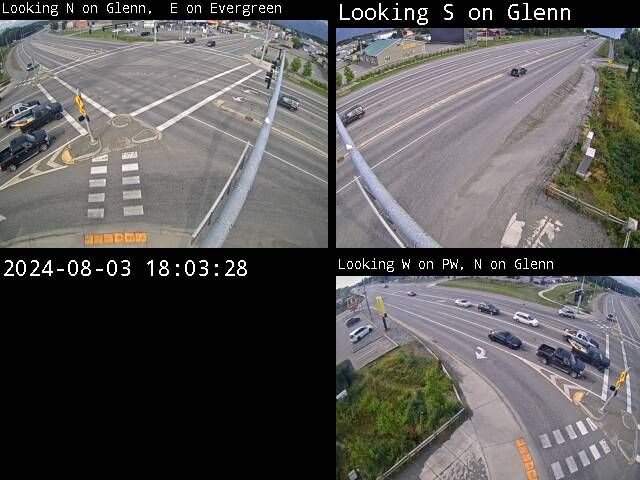 Looking N on Glenn, E on Evergreen
Looking S on Glenn
2024-08-03 18:03:28
Looking W on PW, N on Glenn